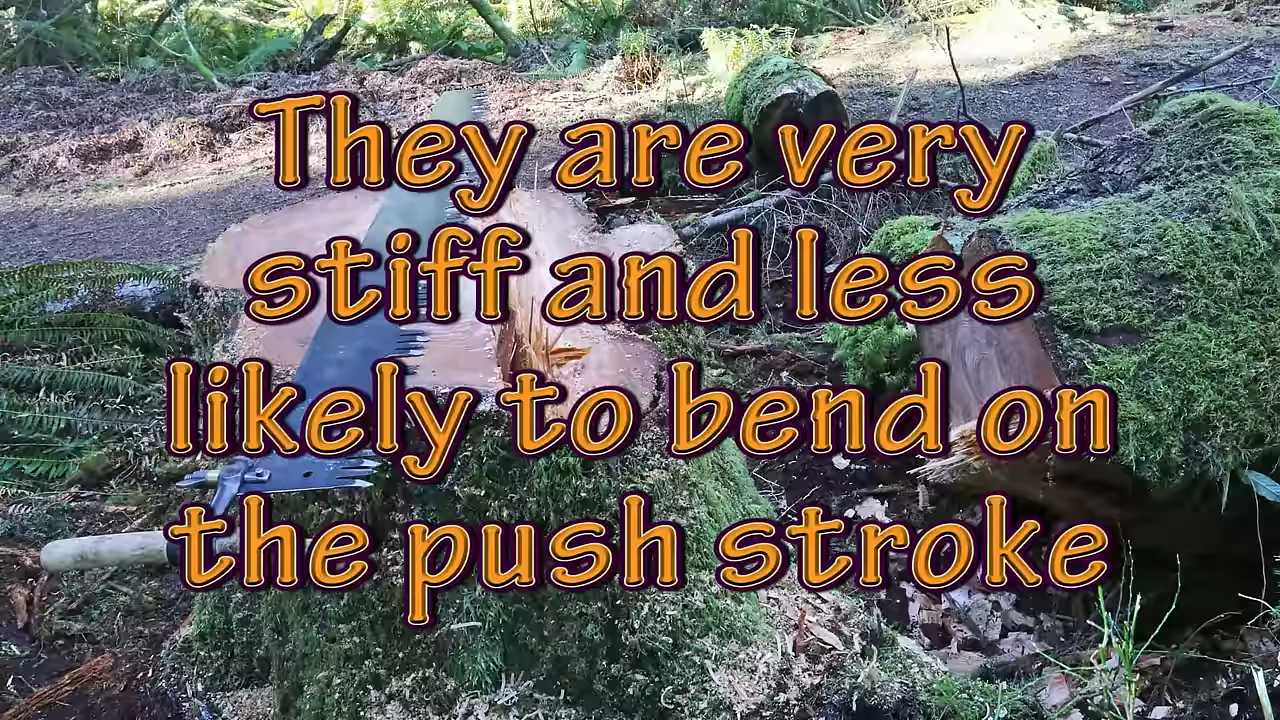 They are very
stiff and less
likely to bend on
the push stroke